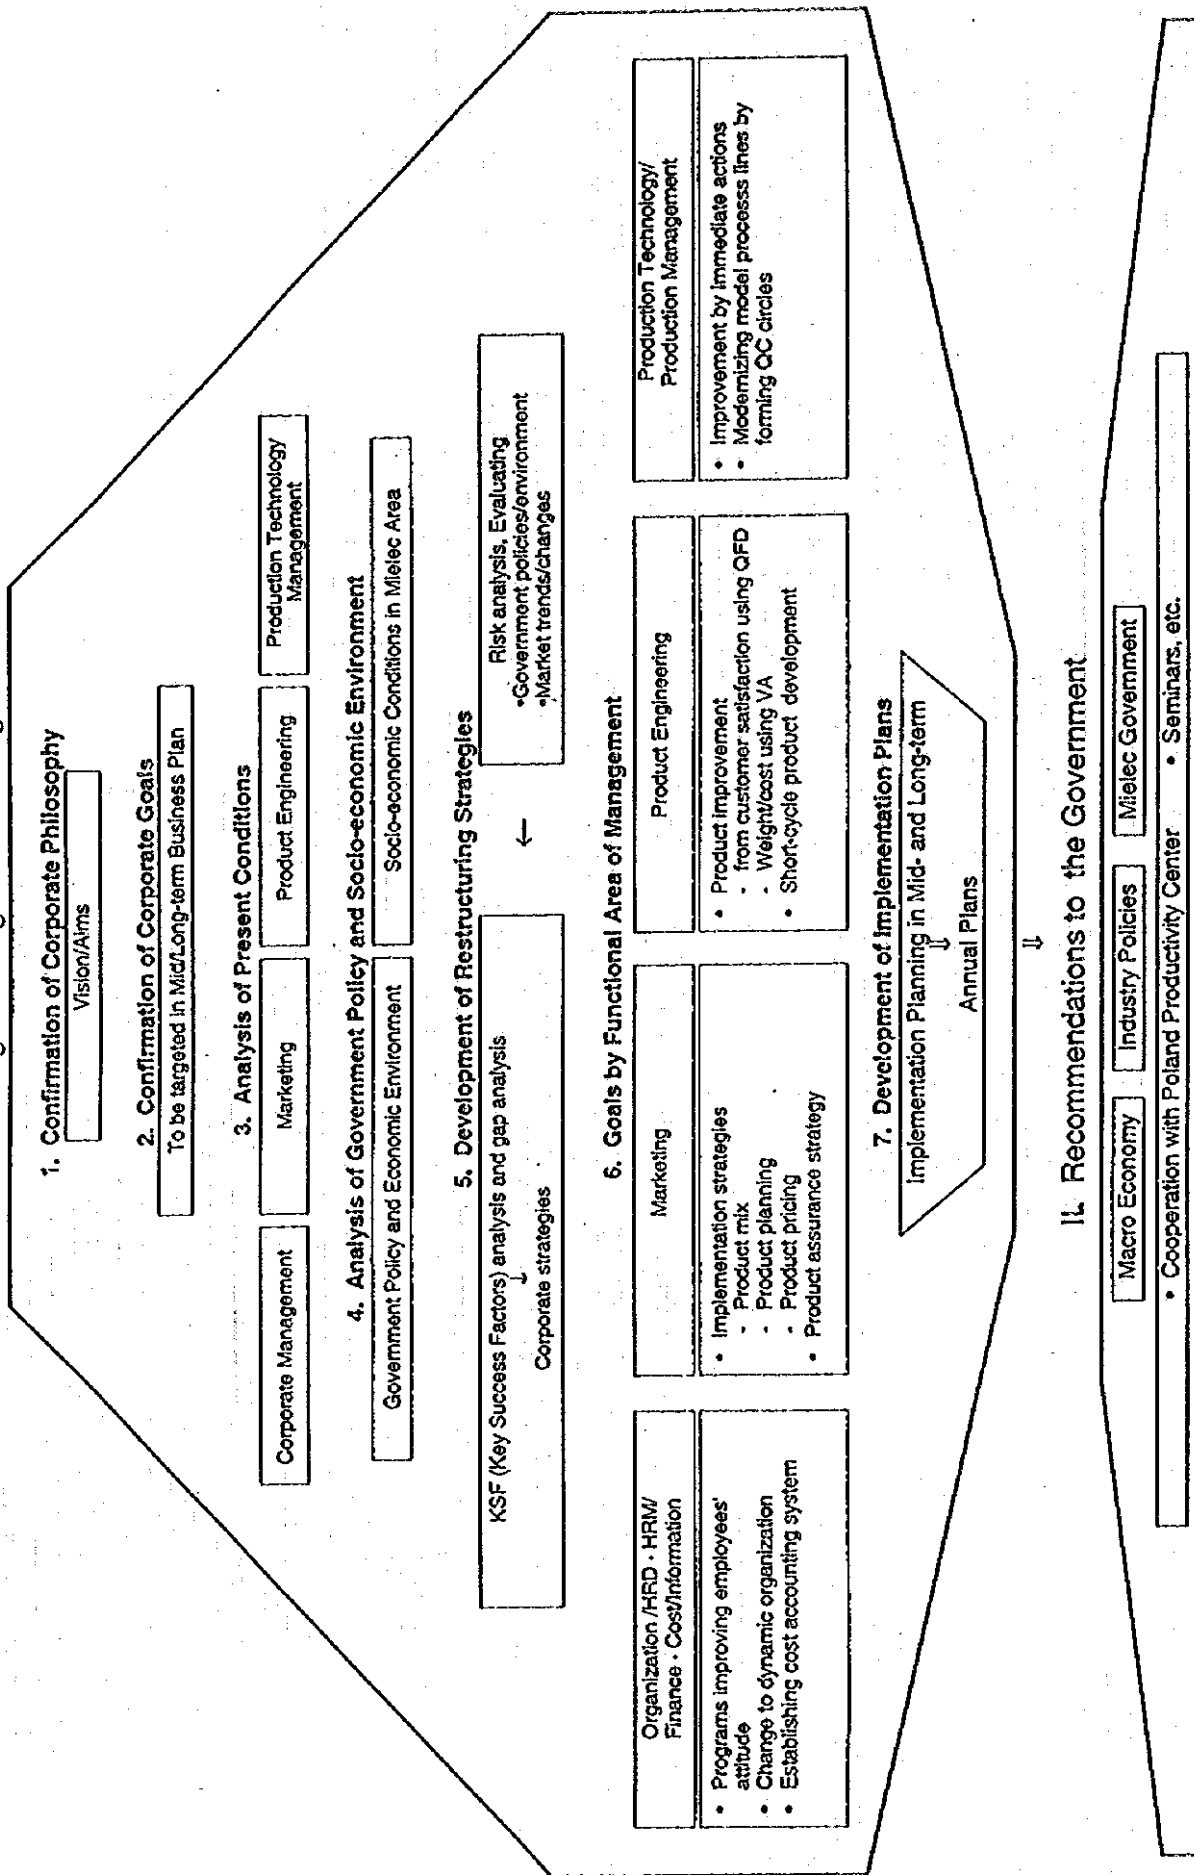 1. Confirmation of Corporate Philosophy
Vision/Aims
2. Confirmation of Corporate Goals
To be targeted in Mid/Long-term Business Plan
3. Analysis of Present Conditions
Corporate Management
Marketing
Product Engineering
Production Technology
Management
4. Analysis of Government Policy and Socio-economic Environment
Government Policy and Economic Environment
Socio-economic Conditions in Mielec Area
5. Development of Restructuring Strategies
KSF (Key Success Factors) analysis and gap analysis
↓
Corporate strategies
←
Risk analysis, Evaluating
•Government policies/environment
•Market trends/changes
6. Goals by Functional Area of Management
Organization /HRD · HRM/
Finance · Cost/Information
• Programs improving employees'
attitude
• Change to dynamic organization
• Establishing cost accounting system
Marketing
• Implementation strategies
- Product mix
- Product planning
- Product pricing
• Product assurance strategy
Product Engineering
• Product improvement
- from customer satisfaction using QFD
- Weight/cost using VA
• Short-cycle product development
Production Technology/
Production Management
• Improvement by immediate actions
• Modernizing model processs lines by
forming QC circles
7. Development of Implementation Plans
Implementation Planning in Mid- and Long-term
⇓
Annual Plans
⇓
II. Recommendations to the Government
Macro Economy
Industry Policies
Mielec Government
• Cooperation with Poland Productivity Center • Seminars, etc.